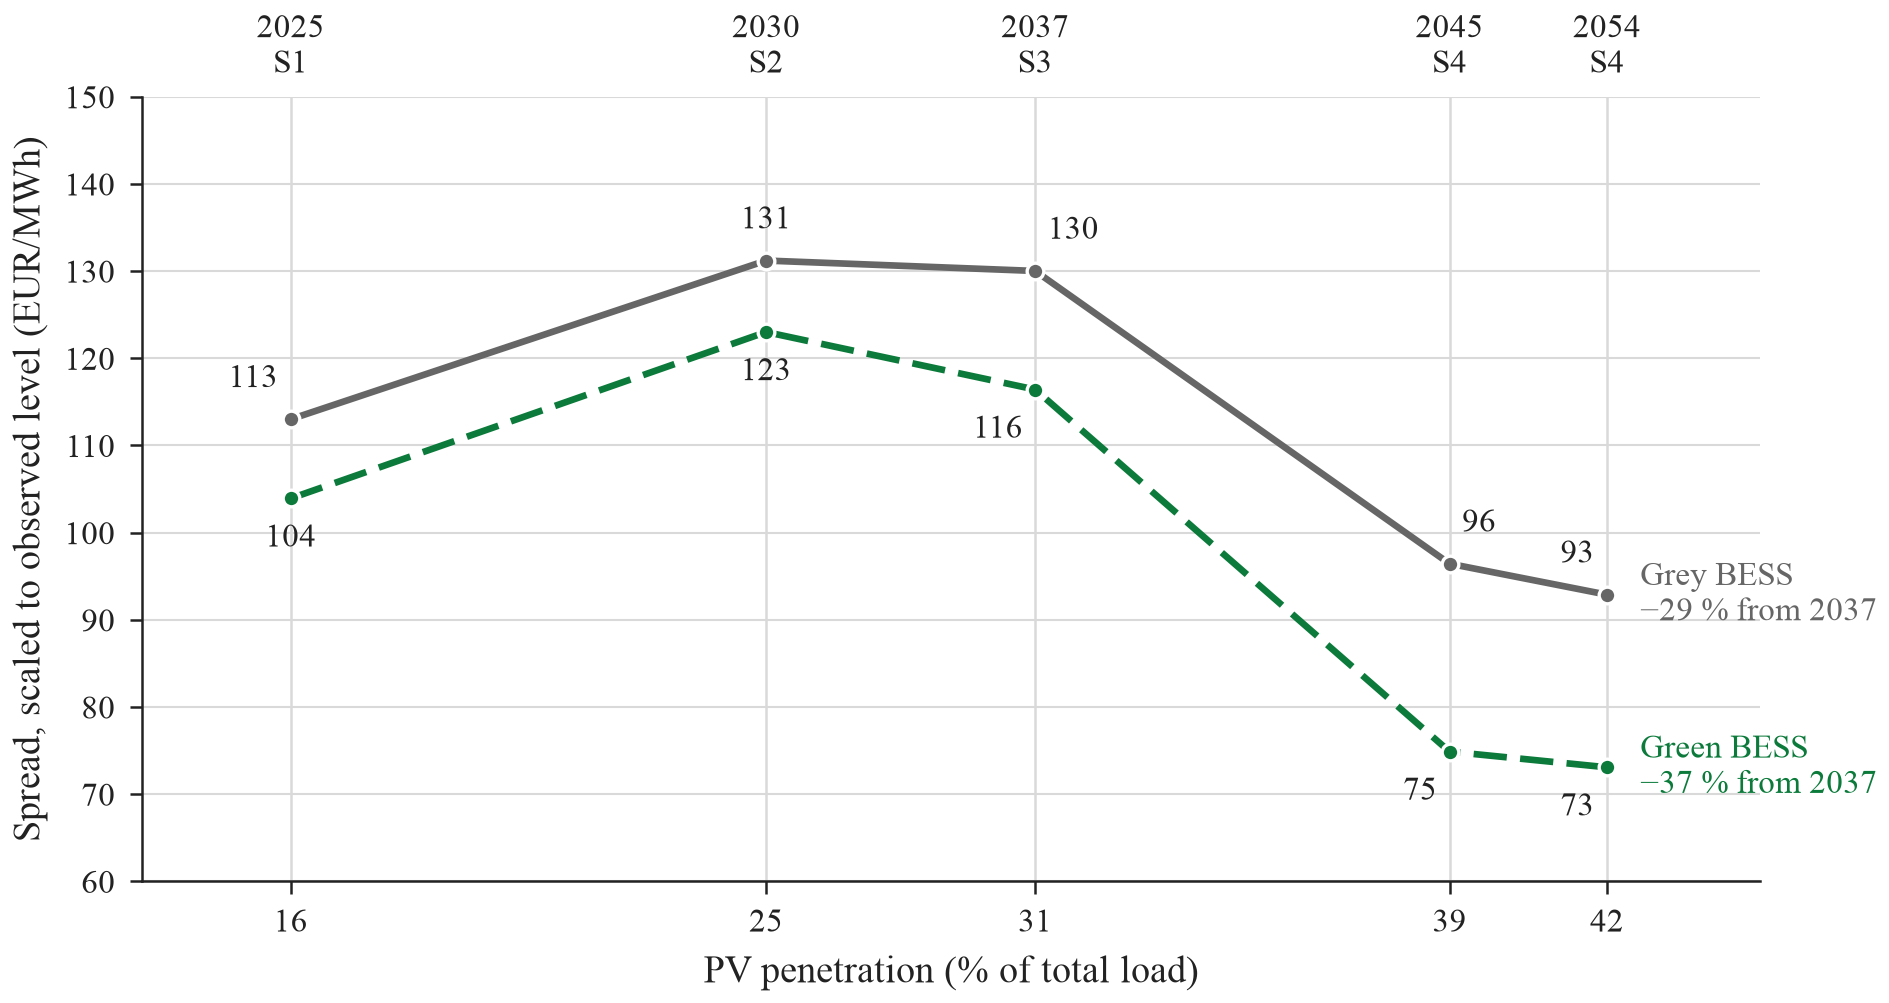 2025
2030
2037
2045
2054
S1
S2
S3
S4
S4
Spread, scaled to observed level (EUR/MWh)
150
140
130
120
110
100
90
80
70
60
131
130
113
123
116
104
96
93
Grey BESS
−29 % from 2037
Green BESS
−37 % from 2037
75
73
16
25
31
39
42
PV penetration (% of total load)